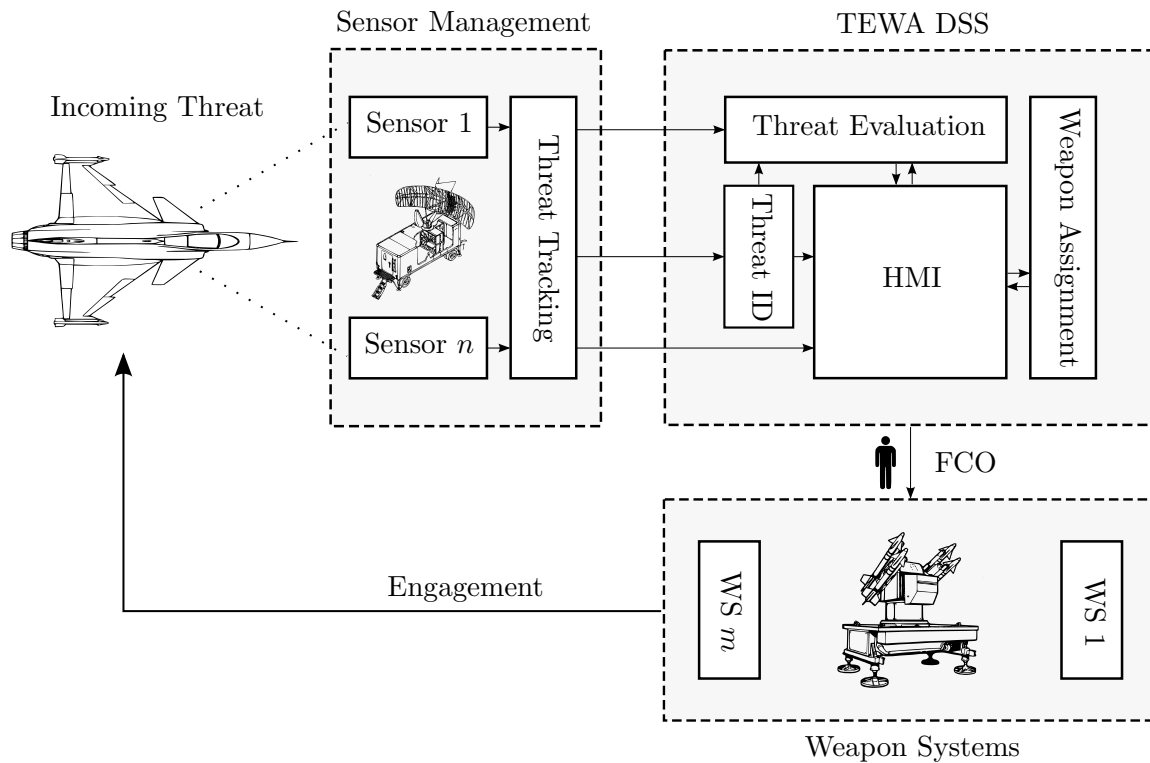 Sensor Management
TEWA DSS
Incoming Threat
Sensor 1
Threat Tracking
Sensor n
Threat Evaluation
Threat ID
HMI
Weapon Assignment
FCO
Engagement
WS m
WS 1
Weapon Systems